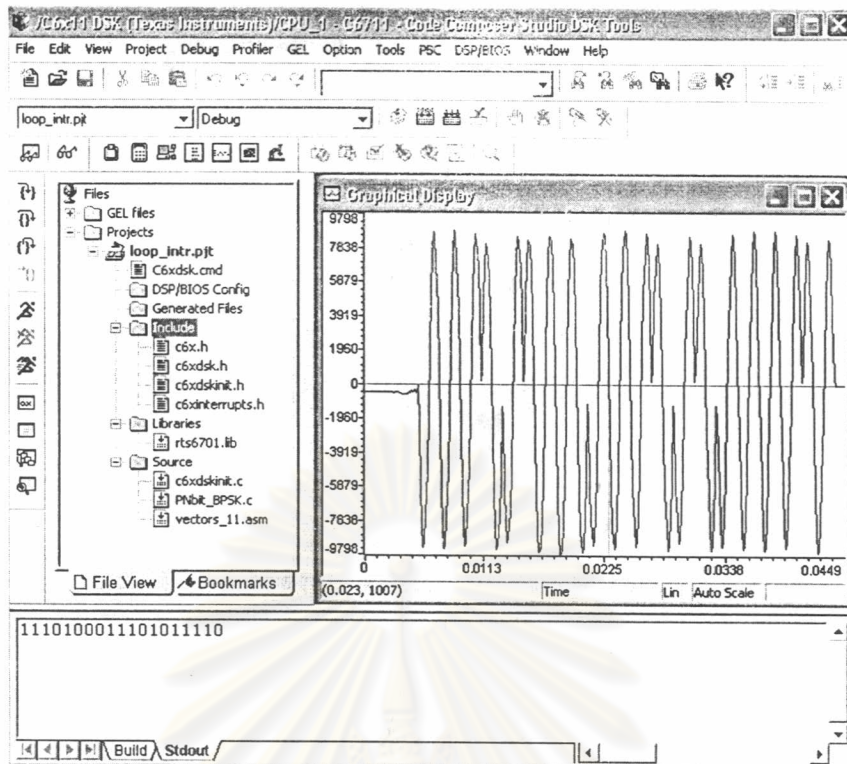 /C6x11 DSK (Texas Instruments)/CPU_1 - C6711 - Code Composer Studio DSK Tools
File Edit View Project Debug Profiler GEL Option Tools PSC DSP/BIOS Window Help
loop_intr.pjt Debug
Files
GEL files
Projects
loop_intr.pjt
C6xdsk.cmd
DSP/BIOS Config
Generated Files
Include
c6x.h
c6xdsk.h
c6xdskinit.h
c6xinterrupts.h
Libraries
rts6701.lib
Source
c6xdskinit.c
PNbit_BPSK.c
vectors_11.asm
File View Bookmarks
Graphical Display
9798
7838
5879
3919
1960
0
-1960
-3919
-5879
-7838
-9798
0 0.0113 0.0225 0.0338 0.0449
(0.023, 1007) Time Lin Auto Scale
1110100011101011110
Build Stdout